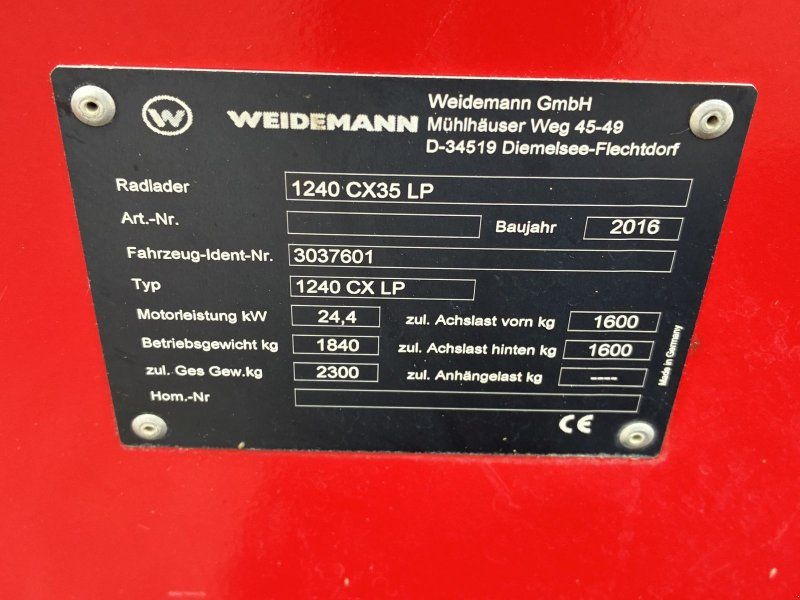 W WEIDEMANN
Weidemann GmbH
Mühlhäuser Weg 45-49
D-34519 Diemelsee-Flechtdorf
Radlader 1240 CX35 LP
Art.-Nr. Baujahr 2016
Fahrzeug-Ident-Nr. 3037601
Typ 1240 CX LP
Motorleistung kW 24,4 zul. Achslast vorn kg 1600
Betriebsgewicht kg 1840 zul. Achslast hinten kg 1600
zul. Ges Gew.kg 2300 zul. Anhängelast kg ----
Hom.-Nr
CE
Made in Germany